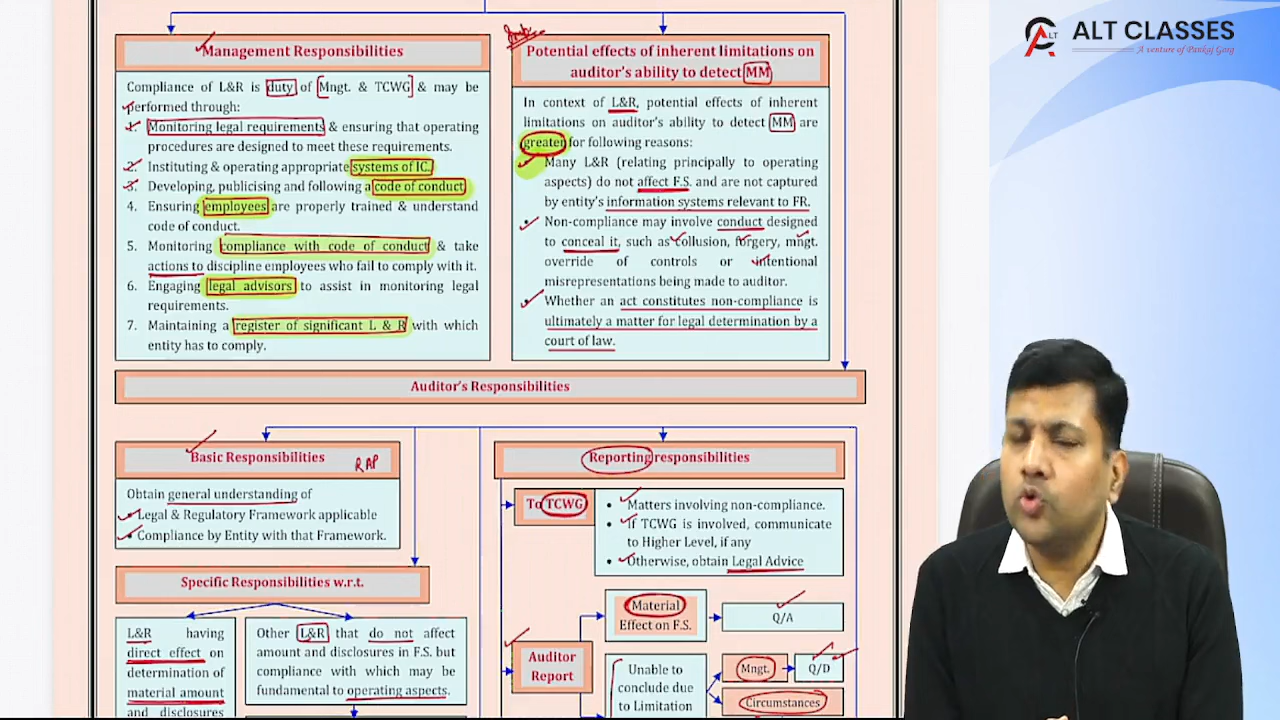 ALT
ALT CLASSES
A venture of Pankaj Garg
Management Responsibilities
Compliance of L&R is duty of Mngt. & TCWG & may be
performed through:
1. Monitoring legal requirements & ensuring that operating
procedures are designed to meet these requirements.
2. Instituting & operating appropriate systems of IC.
3. Developing, publicising and following a code of conduct
4. Ensuring employees are properly trained & understand
code of conduct.
5. Monitoring compliance with code of conduct & take
actions to discipline employees who fail to comply with it.
6. Engaging legal advisors to assist in monitoring legal
requirements.
7. Maintaining a register of significant L & R with which
entity has to comply.
Imp.
Potential effects of inherent limitations on
auditor's ability to detect MM
In context of L&R, potential effects of inherent
limitations on auditor's ability to detect MM are
greater for following reasons:
Many L&R (relating principally to operating
aspects) do not affect F.S. and are not captured
by entity's information systems relevant to FR.
• Non-compliance may involve conduct designed
to conceal it, such as collusion, forgery, mngt.
override of controls or intentional
misrepresentations being made to auditor.
• Whether an act constitutes non-compliance is
ultimately a matter for legal determination by a
court of law.
Auditor's Responsibilities
Basic Responsibilities
RAP
Obtain general understanding of
• Legal & Regulatory Framework applicable
• Compliance by Entity with that Framework.
Specific Responsibilities w.r.t.
L&R having
direct effect on
determination of
material amount
and disclosures
Other L&R that do not affect
amount and disclosures in F.S. but
compliance with which may be
fundamental to operating aspects.
Reporting responsibilities
To TCWG
• Matters involving non-compliance.
• If TCWG is involved, communicate
to Higher Level, if any
• Otherwise, obtain Legal Advice
Auditor
Report
Material
Effect on F.S.
Q/A
Unable to
conclude due
to Limitation
Mngt.
Q/D
Circumstances